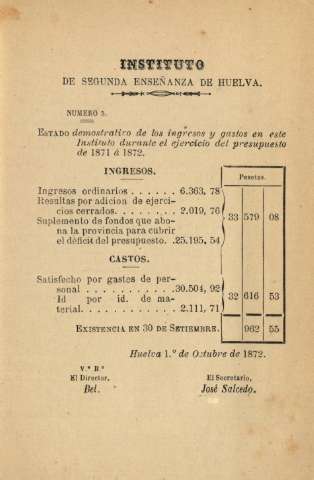 INSTITUTO
DE SEGUNDA ENSEÑANZA DE HUELVA.
NUMERO 5.
ESTADO demostrativo de los ingresos y gastos en este
Instituto durante el ejercicio del presupuesto
de 1871 á 1872.
INGRESOS.
Pesetas.
Ingresos ordinarios . . . . . . 6.363, 78
Resultas por adicion de ejerci-
cios cerrados. . . . . . . 2.019, 76
33 579 08
Suplemento de fondos que abo-
na la provincia para cubrir
el déficit del presupuesto. . 25.195, 54
CASTOS.
Satisfecho por gastos de per-
sonal . . . . . . . . . . 30.504, 92
32 616 53
Id por id. de ma-
terial. . . . . . . . . . 2.111, 71
EXISTENCIA EN 30 DE SETIEMBRE. 962 55
Huelva 1.º de Octubre de 1872.
V.º B.º
El Director,
Bel.
El Secretario,
José Salcedo.